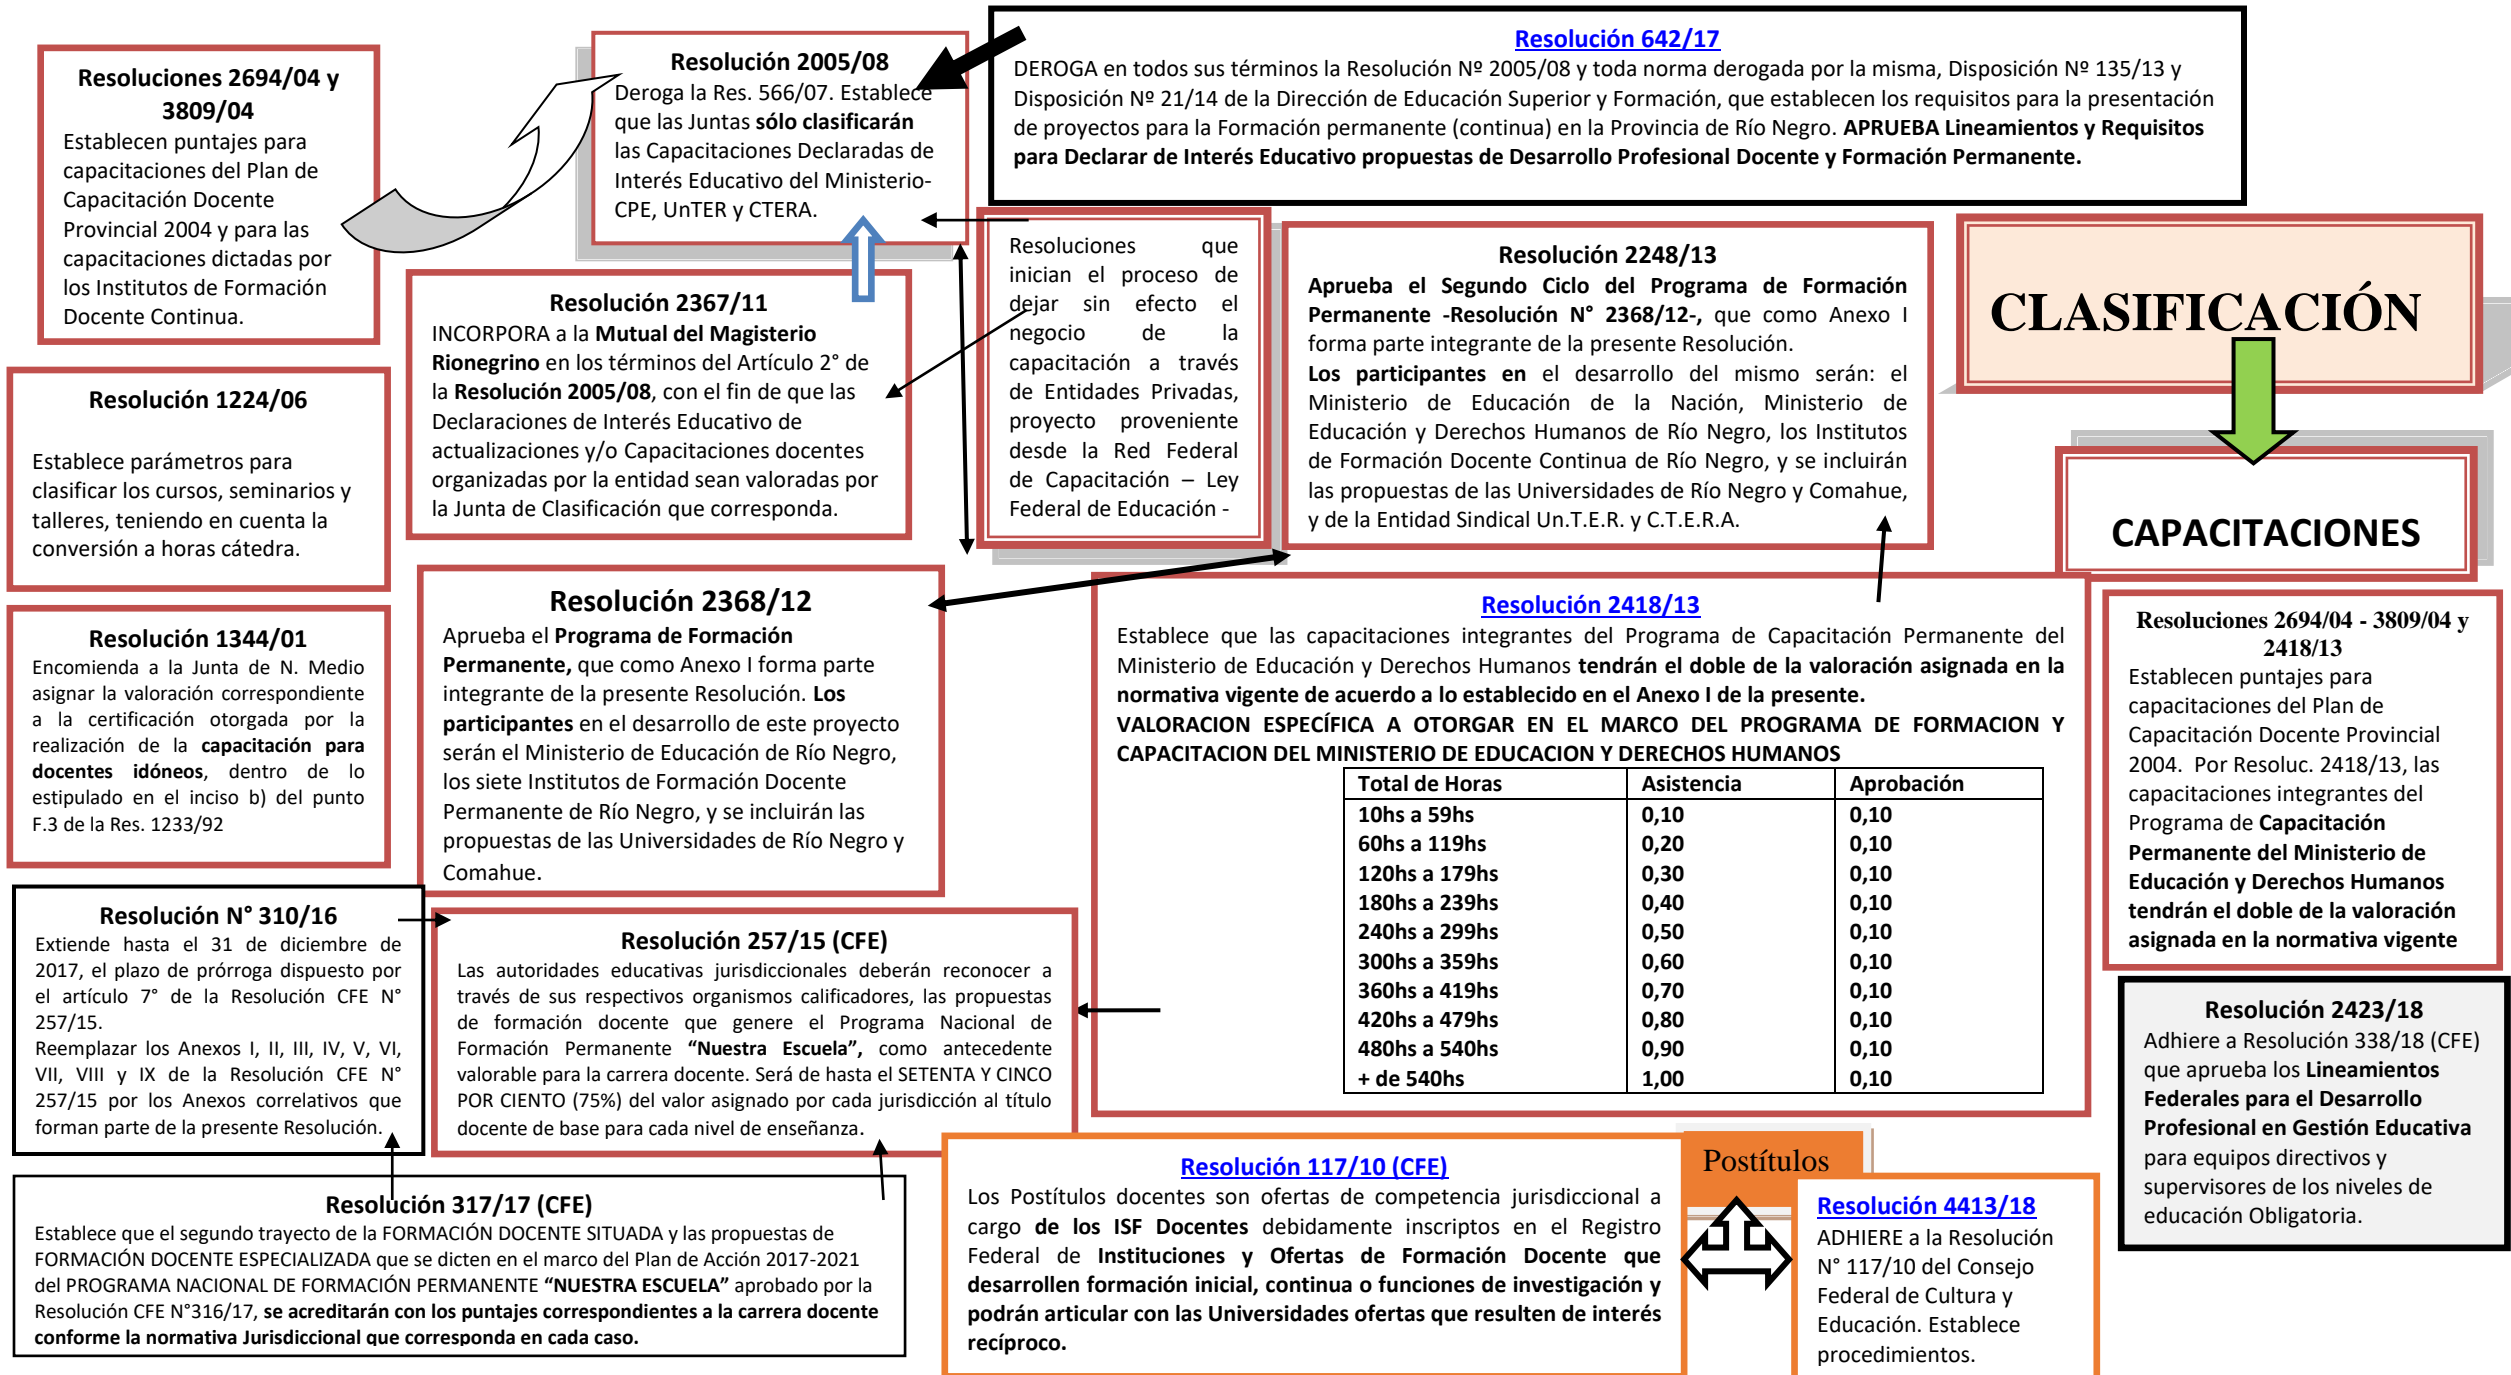 Resoluciones 2694/04 y
3809/04
Establecen puntajes para
capacitaciones del Plan de
Capacitación Docente
Provincial 2004 y para las
capacitaciones dictadas por
los Institutos de Formación
Docente Continua.
Resolución 2005/08
Deroga la Res. 566/07. Establece
que las Juntas sólo clasificarán
las Capacitaciones Declaradas de
Interés Educativo del Ministerio-
CPE, UnTER y CTERA.
Resolución 642/17
DEROGA en todos sus términos la Resolución Nº 2005/08 y toda norma derogada por la misma, Disposición Nº 135/13 y
Disposición Nº 21/14 de la Dirección de Educación Superior y Formación, que establecen los requisitos para la presentación
de proyectos para la Formación permanente (continua) en la Provincia de Río Negro. APRUEBA Lineamientos y Requisitos
para Declarar de Interés Educativo propuestas de Desarrollo Profesional Docente y Formación Permanente.
Resolución 1224/06
Establece parámetros para
clasificar los cursos, seminarios y
talleres, teniendo en cuenta la
conversión a horas cátedra.
Resolución 2367/11
INCORPORA a la Mutual del Magisterio
Rionegrino en los términos del Artículo 2° de
la Resolución 2005/08, con el fin de que las
Declaraciones de Interés Educativo de
actualizaciones y/o Capacitaciones docentes
organizadas por la entidad sean valoradas por
la Junta de Clasificación que corresponda.
Resoluciones que
inician el proceso de
dejar sin efecto el
negocio de la
capacitación a través
de Entidades Privadas,
proyecto proveniente
desde la Red Federal
de Capacitación – Ley
Federal de Educación -
Resolución 2248/13
Aprueba el Segundo Ciclo del Programa de Formación
Permanente -Resolución N° 2368/12-, que como Anexo I
forma parte integrante de la presente Resolución.
Los participantes en el desarrollo del mismo serán: el
Ministerio de Educación de la Nación, Ministerio de
Educación y Derechos Humanos de Río Negro, los Institutos
de Formación Docente Continua de Río Negro, y se incluirán
las propuestas de las Universidades de Río Negro y Comahue,
y de la Entidad Sindical Un.T.E.R. y C.T.E.R.A.
CLASIFICACIÓN
CAPACITACIONES
Resolución 1344/01
Encomienda a la Junta de N. Medio
asignar la valoración correspondiente
a la certificación otorgada por la
realización de la capacitación para
docentes idóneos, dentro de lo
estipulado en el inciso b) del punto
F.3 de la Res. 1233/92
Resolución 2368/12
Aprueba el Programa de Formación
Permanente, que como Anexo I forma parte
integrante de la presente Resolución. Los
participantes en el desarrollo de este proyecto
serán el Ministerio de Educación de Río Negro,
los siete Institutos de Formación Docente
Permanente de Río Negro, y se incluirán las
propuestas de las Universidades de Río Negro y
Comahue.
Resolución 2418/13
Establece que las capacitaciones integrantes del Programa de Capacitación Permanente del
Ministerio de Educación y Derechos Humanos tendrán el doble de la valoración asignada en la
normativa vigente de acuerdo a lo establecido en el Anexo I de la presente.
VALORACION ESPECÍFICA A OTORGAR EN EL MARCO DEL PROGRAMA DE FORMACION Y
CAPACITACION DEL MINISTERIO DE EDUCACION Y DERECHOS HUMANOS
Total de Horas Asistencia Aprobación
10hs a 59hs 0,10 0,10
60hs a 119hs 0,20 0,10
120hs a 179hs 0,30 0,10
180hs a 239hs 0,40 0,10
240hs a 299hs 0,50 0,10
300hs a 359hs 0,60 0,10
360hs a 419hs 0,70 0,10
420hs a 479hs 0,80 0,10
480hs a 540hs 0,90 0,10
+ de 540hs 1,00 0,10
Resoluciones 2694/04 - 3809/04 y
2418/13
Establecen puntajes para
capacitaciones del Plan de
Capacitación Docente Provincial
2004. Por Resoluc. 2418/13, las
capacitaciones integrantes del
Programa de Capacitación
Permanente del Ministerio de
Educación y Derechos Humanos
tendrán el doble de la valoración
asignada en la normativa vigente
Resolución N° 310/16
Extiende hasta el 31 de diciembre de
2017, el plazo de prórroga dispuesto por
el artículo 7° de la Resolución CFE N°
257/15.
Reemplazar los Anexos I, II, III, IV, V, VI,
VII, VIII y IX de la Resolución CFE N°
257/15 por los Anexos correlativos que
forman parte de la presente Resolución.
Resolución 257/15 (CFE)
Las autoridades educativas jurisdiccionales deberán reconocer a
través de sus respectivos organismos calificadores, las propuestas
de formación docente que genere el Programa Nacional de
Formación Permanente “Nuestra Escuela”, como antecedente
valorable para la carrera docente. Será de hasta el SETENTA Y CINCO
POR CIENTO (75%) del valor asignado por cada jurisdicción al título
docente de base para cada nivel de enseñanza.
Resolución 2423/18
Adhiere a Resolución 338/18 (CFE)
que aprueba los Lineamientos
Federales para el Desarrollo
Profesional en Gestión Educativa
para equipos directivos y
supervisores de los niveles de
educación Obligatoria.
Resolución 317/17 (CFE)
Establece que el segundo trayecto de la FORMACIÓN DOCENTE SITUADA y las propuestas de
FORMACIÓN DOCENTE ESPECIALIZADA que se dicten en el marco del Plan de Acción 2017-2021
del PROGRAMA NACIONAL DE FORMACIÓN PERMANENTE “NUESTRA ESCUELA” aprobado por la
Resolución CFE N°316/17, se acreditarán con los puntajes correspondientes a la carrera docente
conforme la normativa Jurisdiccional que corresponda en cada caso.
Resolución 117/10 (CFE)
Los Postítulos docentes son ofertas de competencia jurisdiccional a
cargo de los ISF Docentes debidamente inscriptos en el Registro
Federal de Instituciones y Ofertas de Formación Docente que
desarrollen formación inicial, continua o funciones de investigación y
podrán articular con las Universidades ofertas que resulten de interés
recíproco.
Postítulos
Resolución 4413/18
ADHIERE a la Resolución
N° 117/10 del Consejo
Federal de Cultura y
Educación. Establece
procedimientos.